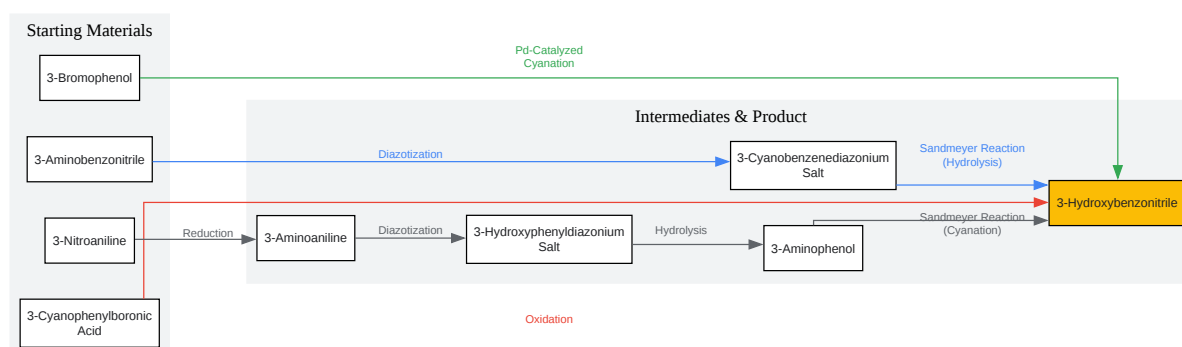 Starting Materials
3-Bromophenol
Pd-Catalyzed
Cyanation
Intermediates & Product
3-Aminobenzonitrile
Diazotization
3-Cyanobenzenediazonium
Salt
Sandmeyer Reaction
(Hydrolysis)
3-Hydroxybenzonitrile
3-Nitroaniline
Reduction
3-Aminoaniline
Diazotization
3-Hydroxyphenyldiazonium
Salt
Hydrolysis
3-Aminophenol
Sandmeyer Reaction
(Cyanation)
3-Cyanophenylboronic
Acid
Oxidation